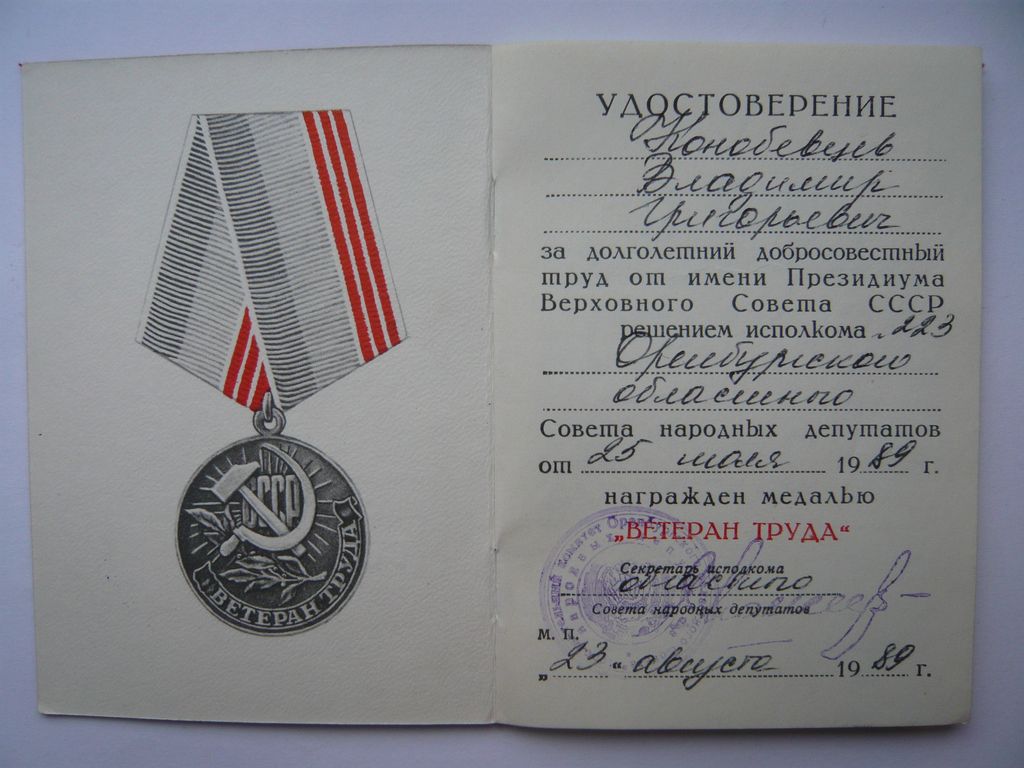 СССР
ВЕТЕРАН ТРУДА
УДОСТОВЕРЕНИЕ
Конобевцев
Владимир
Григорьевич
за долголетний добросовестный
труд от имени Президиума
Верховного Совета СССР
решением исполкома 223
Оренбургского
областного
Совета народных депутатов
от 25 июля 1989 г.
награжден медалью
„ВЕТЕРАН ТРУДА“
Секретарь исполкома
областного
Совета народных депутатов
М. П.
„23“ августа 1989 г.